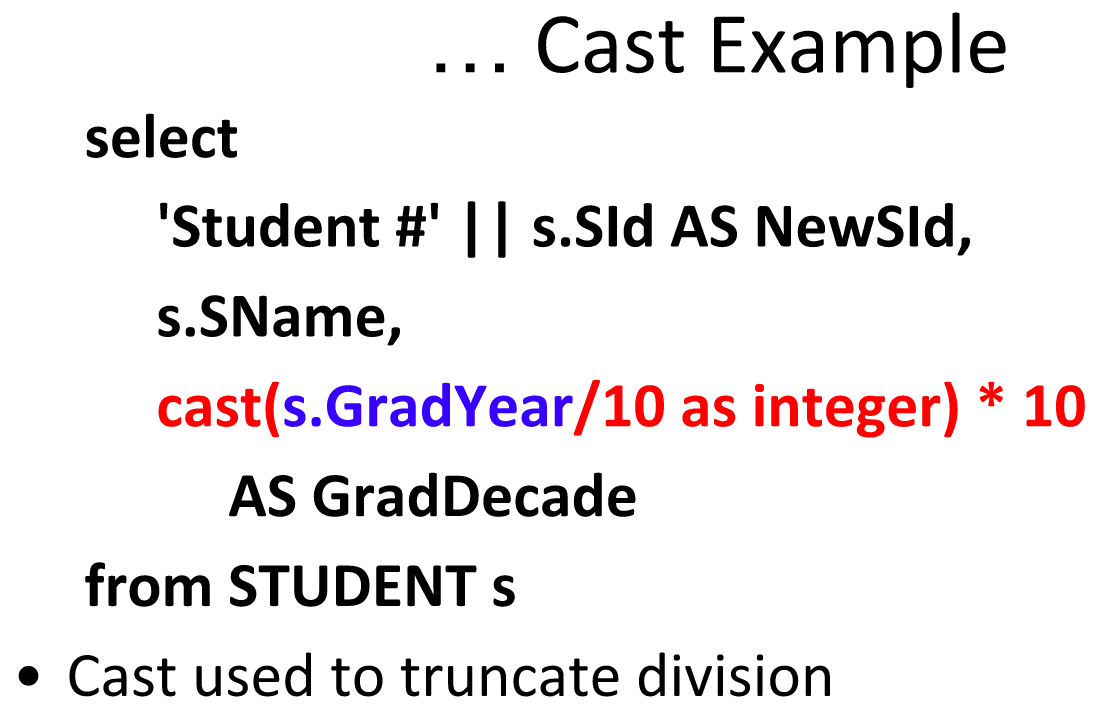 ... Cast Example
select
'Student #' || s.SId AS NewSId,
s.SName,
cast(s.GradYear/10 as integer) * 10
AS GradDecade
from STUDENT s
• Cast used to truncate division